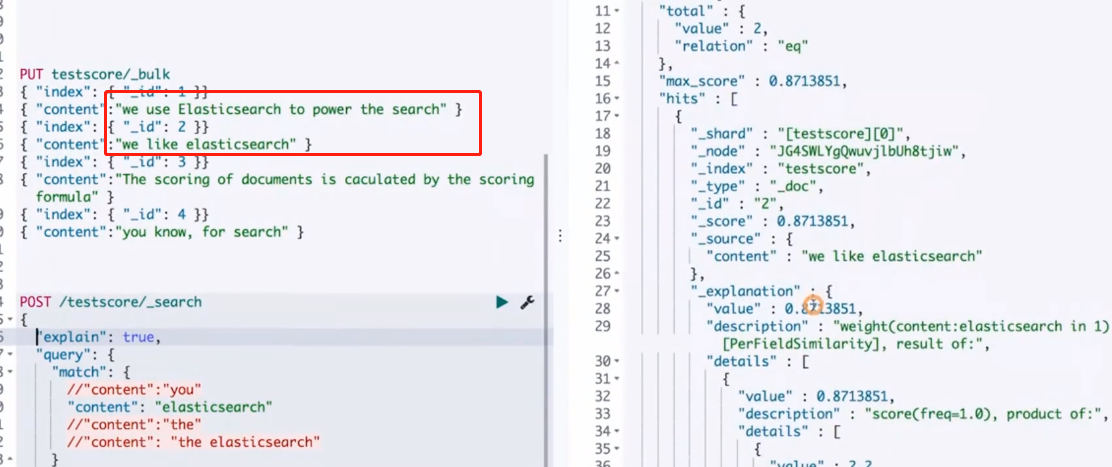 PUT testscore/_bulk
{ "index": { "_id": 1 }}
{ "content":"we use Elasticsearch to power the search" }
{ "index": { "_id": 2 }}
{ "content":"we like elasticsearch" }
{ "index": { "_id": 3 }}
{ "content":"The scoring of documents is caculated by the scoring
formula" }
{ "index": { "_id": 4 }}
{ "content":"you know, for search" }
POST /testscore/_search
{
"explain": true,
"query": {
"match": {
//"content":"you"
"content": "elasticsearch"
//"content":"the"
//"content": "the elasticsearch"
}
11 "total" : {
12 "value" : 2,
13 "relation" : "eq"
14 },
15 "max_score" : 0.8713851,
16 "hits" : [
17 {
18 "_shard" : "[testscore][0]",
19 "_node" : "JG4SWLYgQwuvjlbUh8tjiw",
20 "_index" : "testscore",
21 "_type" : "_doc",
22 "_id" : "2",
23 "_score" : 0.8713851,
24 "_source" : {
25 "content" : "we like elasticsearch"
26 },
27 "_explanation" : {
28 "value" : 0.8713851,
29 "description" : "weight(content:elasticsearch in 1)
[PerFieldSimilarity], result of:",
30 "details" : [
31 {
32 "value" : 0.8713851,
33 "description" : "score(freq=1.0), product of:",
34 "details" : [
35 {
36 "value" : 2.2,